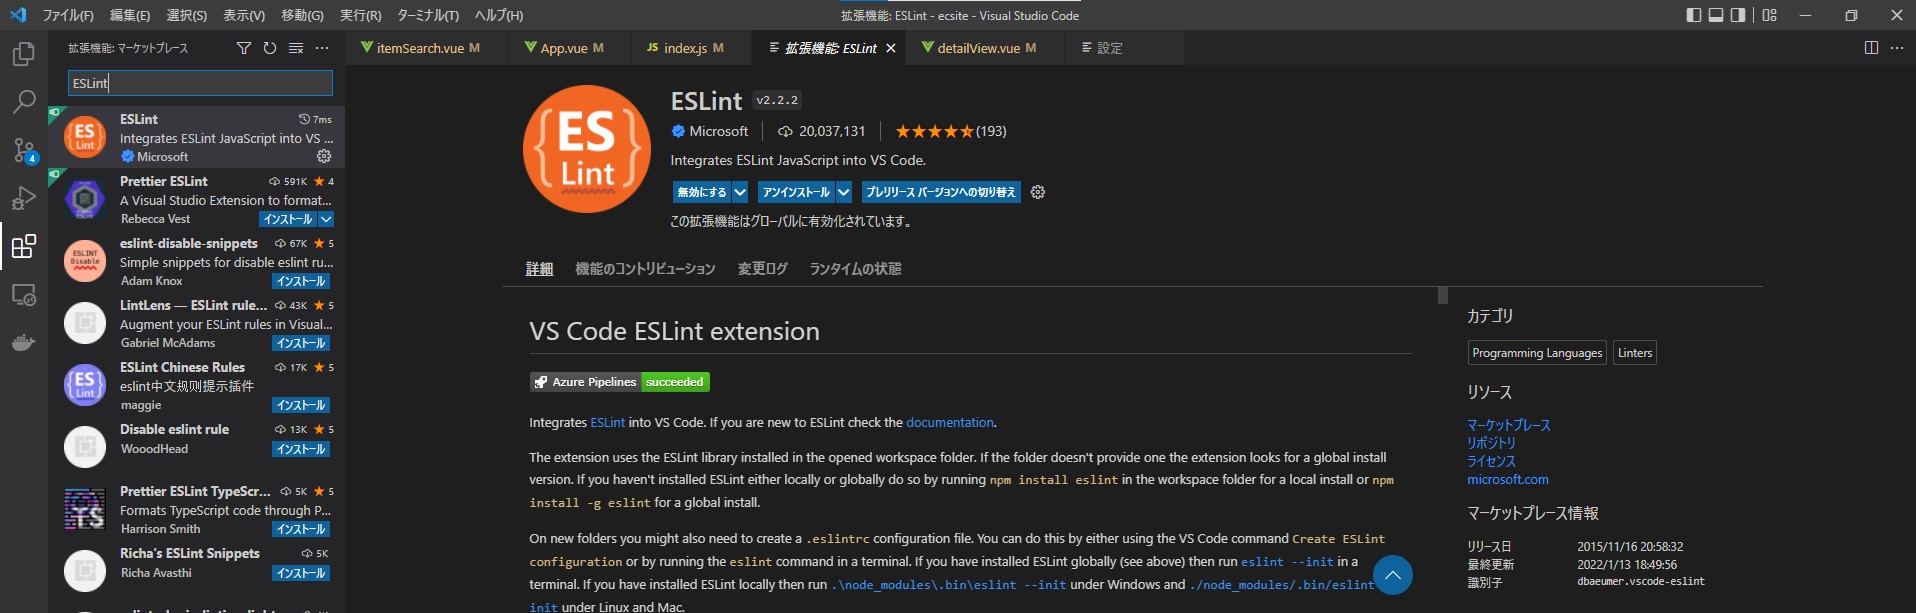 ファイル(F) 編集(E) 選択(S) 表示(V) 移動(G) 実行(R) ターミナル(T) ヘルプ(H) 拡張機能: ESLint - ecsite - Visual Studio Code
拡張機能: マーケットプレース
itemSearch.vue M App.vue M JS index.js M 拡張機能: ESLint detailView.vue M 設定
ESLint
ESLint 7ms
Integrates ESLint JavaScript into VS ...
Microsoft
Prettier ESLint 591K 4
A Visual Studio Extension to format...
Rebecca Vest インストール
eslint-disable-snippets 67K 5
Simple snippets for disable eslint ru...
Adam Knox インストール
LintLens — ESLint rule... 43K 5
Augment your ESLint rules in Visual...
Gabriel McAdams インストール
ESLint Chinese Rules 17K 5
eslint中文规则提示插件
maggie インストール
Disable eslint rule 13K 5
WooodHead インストール
Prettier ESLint TypeScr... 5K 5
Formats TypeScript code through P...
Harrison Smith インストール
Richa's ESLint Snippets 5K
Richa Avasthi インストール
4
ES
Lint
ESLint v2.2.2
Microsoft 20,037,131 (193)
Integrates ESLint JavaScript into VS Code.
無効にする アンインストール プレリリース バージョンへの切り替え
この拡張機能はグローバルに有効化されています。
詳細 機能のコントリビューション 変更ログ ランタイムの状態
VS Code ESLint extension
Azure Pipelines succeeded
Integrates ESLint into VS Code. If you are new to ESLint check the documentation.
The extension uses the ESLint library installed in the opened workspace folder. If the folder doesn't provide one the extension looks for a global install
version. If you haven't installed ESLint either locally or globally do so by running npm install eslint in the workspace folder for a local install or npm
install -g eslint for a global install.
On new folders you might also need to create a .eslintrc configuration file. You can do this by either using the VS Code command Create ESLint
configuration or by running the eslint command in a terminal. If you have installed ESLint globally (see above) then run eslint --init in a
terminal. If you have installed ESLint locally then run .\node_modules\.bin\eslint --init under Windows and ./node_modules/.bin/eslint
init under Linux and Mac.
カテゴリ
Programming Languages Linters
リソース
マーケットプレース
リポジトリ
ライセンス
microsoft.com
マーケットプレース情報
リリース日 2015/11/16 20:58:32
最終更新 2022/1/13 18:49:56
識別子 dbaeumer.vscode-eslint